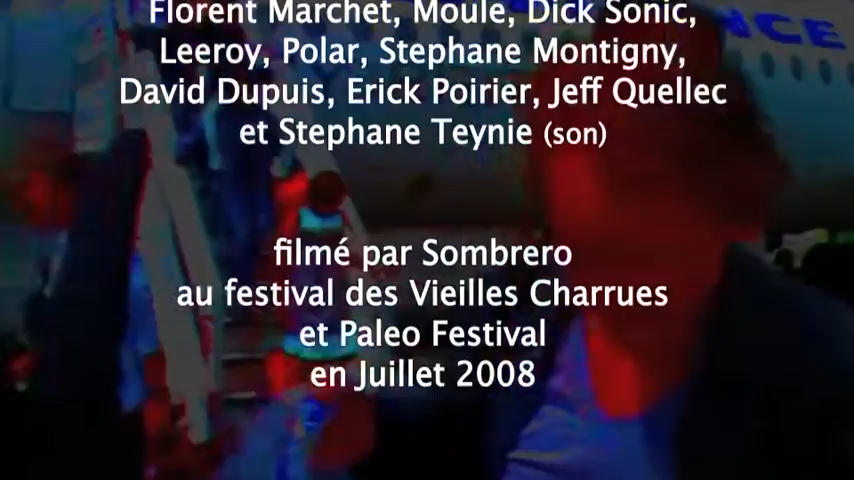 Florent Marchet, Moule, Dick Sonic,
Leeroy, Polar, Stephane Montigny,
David Dupuis, Erick Poirier, Jeff Quellec
et Stephane Teynie (son)
filmé par Sombrero
au festival des Vieilles Charrues
et Paleo Festival
en Juillet 2008